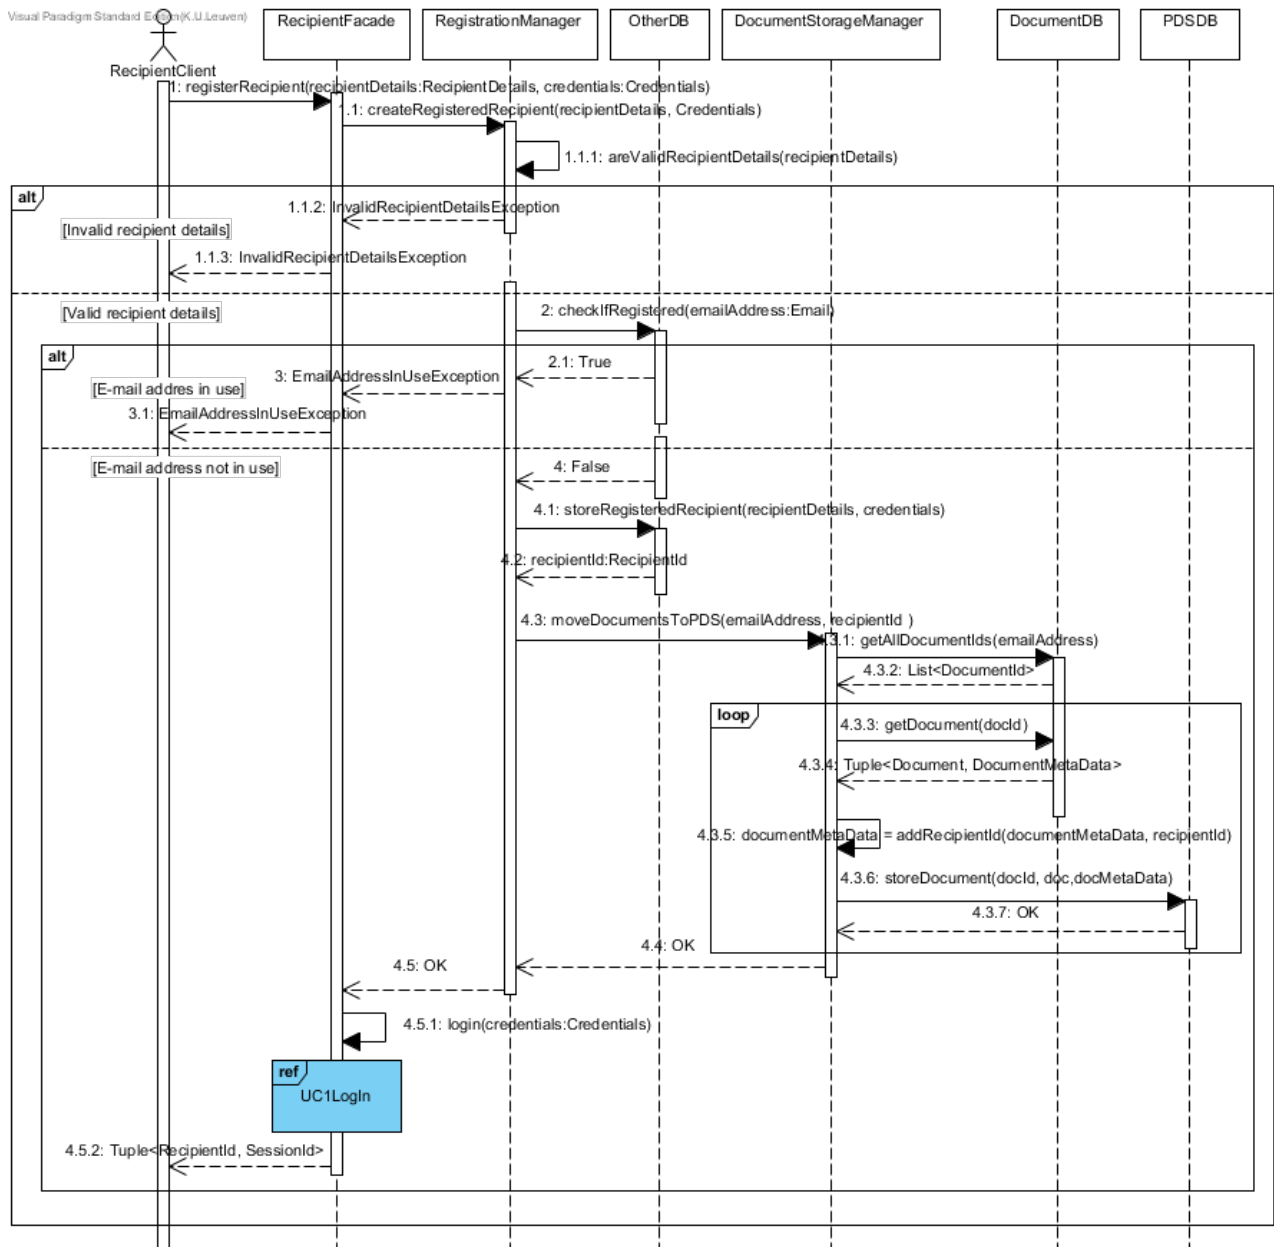 Visual Paradigm Standard Edition(K.U.Leuven)
RecipientFacade
RegistrationManager
OtherDB
DocumentStorageManager
DocumentDB
PDSDB
RecipientClient
1: registerRecipient(recipientDetails:RecipientDetails, credentials:Credentials)
1.1: createRegisteredRecipient(recipientDetails, Credentials)
1.1.1: areValidRecipientDetails(recipientDetails)
alt
1.1.2: InvalidRecipientDetailsException
[Invalid recipient details]
1.1.3: InvalidRecipientDetailsException
[Valid recipient details]
2: checkIfRegistered(emailAddress:Email)
alt
2.1: True
3: EmailAddressInUseException
[E-mail addres in use]
3.1: EmailAddressInUseException
[E-mail address not in use]
4: False
4.1: storeRegisteredRecipient(recipientDetails, credentials)
4.2: recipientId:RecipientId
4.3: moveDocumentsToPDS(emailAddress, recipientId )
4.3.1: getAllDocumentIds(emailAddress)
4.3.2: List<DocumentId>
loop
4.3.3: getDocument(docId)
4.3.4: Tuple<Document, DocumentMetaData>
4.3.5: documentMetaData = addRecipientId(documentMetaData, recipientId)
4.3.6: storeDocument(docId, doc,docMetaData)
4.3.7: OK
4.4: OK
4.5: OK
4.5.1: login(credentials:Credentials)
ref
UC1LogIn
4.5.2: Tuple<RecipientId, SessionId>